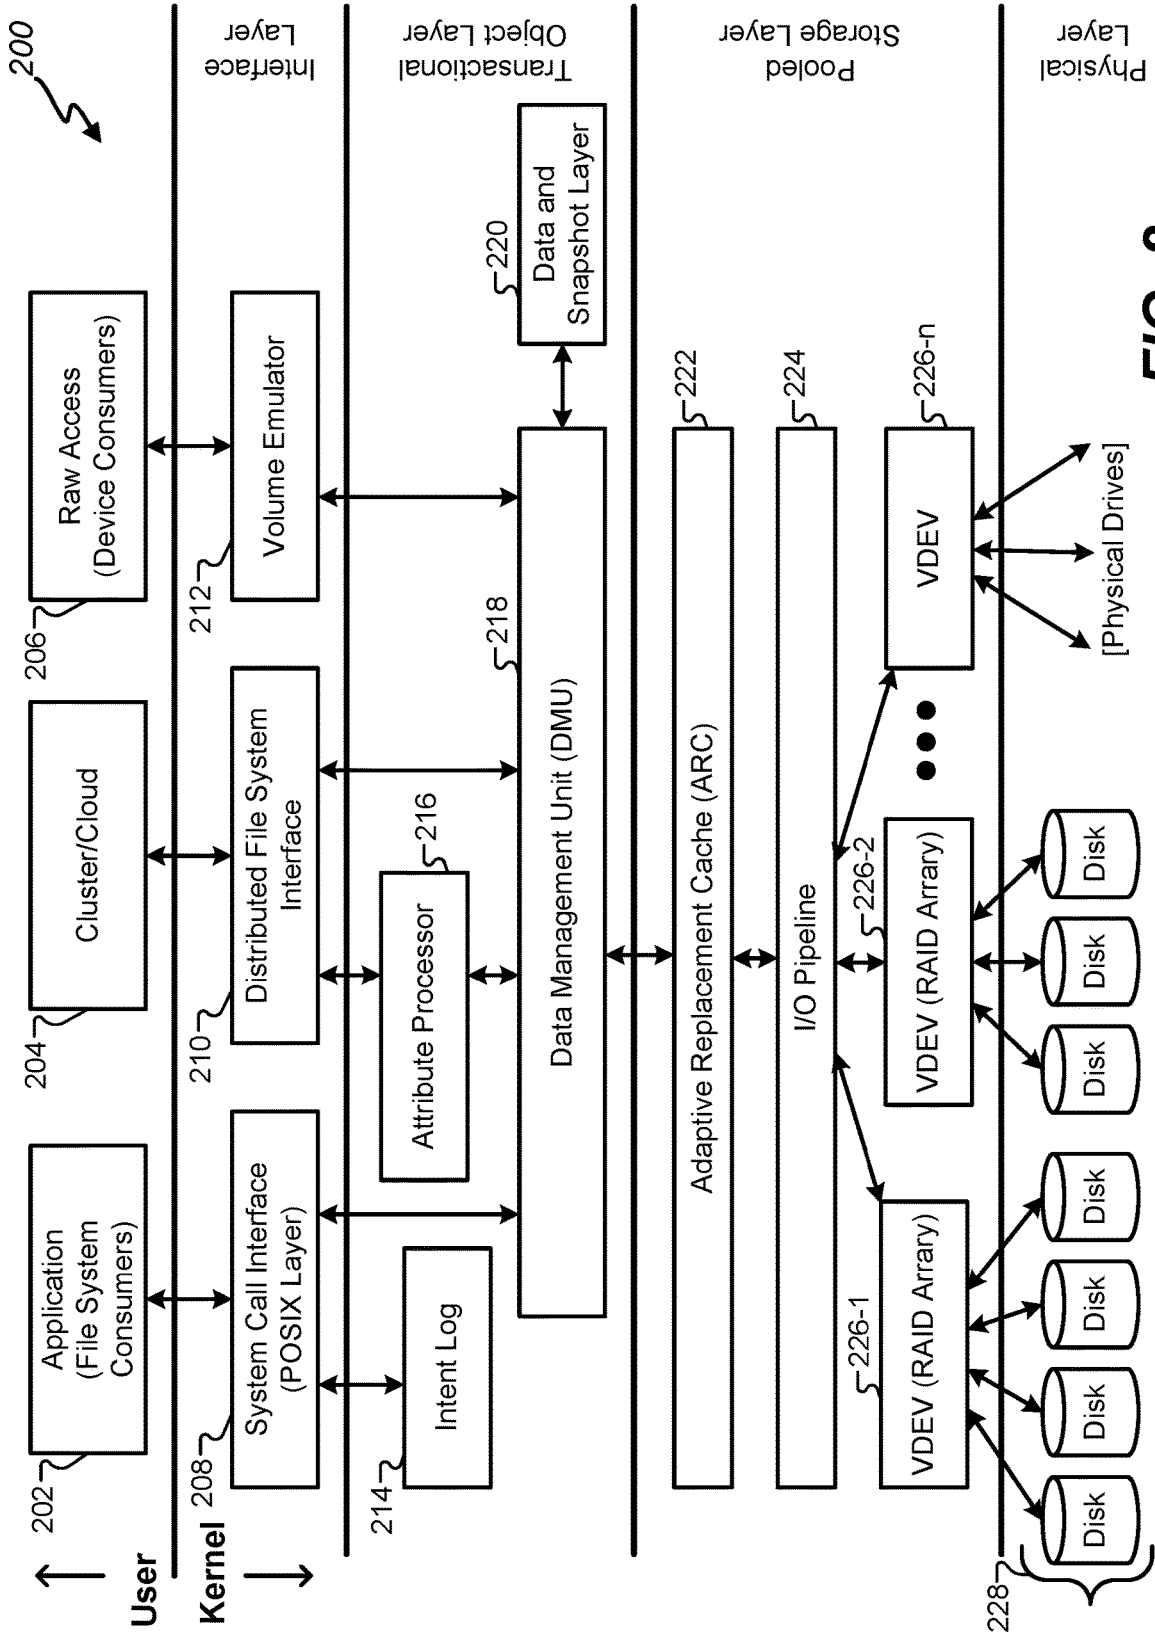 200
202
Application
(File System
Consumers)
204
Cluster/Cloud
206
Raw Access
(Device Consumers)
User
Kernel
208
System Call Interface
(POSIX Layer)
210
Distributed File System
Interface
212
Volume Emulator
Interface
Layer
214
Intent Log
Attribute Processor
216
Data Management Unit (DMU)
218
220
Data and
Snapshot Layer
Transactional
Object Layer
Adaptive Replacement Cache (ARC)
222
I/O Pipeline
224
226-1
VDEV (RAID Arrary)
226-2
VDEV (RAID Arrary)
VDEV
226-n
Pooled
Storage Layer
228
Disk
Disk
Disk
Disk
Disk
Disk
Disk
[Physical Drives]
Physical
Layer